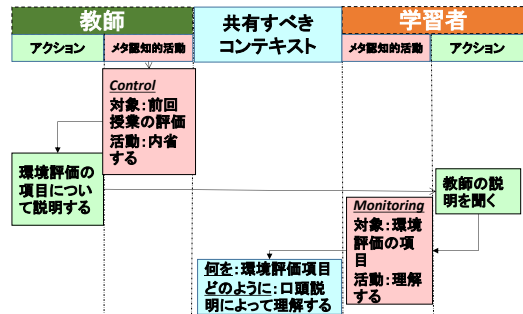 教師
共有すべき
コンテキスト
学習者
アクション
メタ認知的活動
メタ認知的活動
アクション
Control
対象:前回
授業の評価
活動:内省
する
環境評価の
項目につい
て説明する
教師の説
明を聞く
Monitoring
対象:環境
評価の項
目
活動:理解
する
何を:環境評価項目
どのように:口頭説
明によって理解する